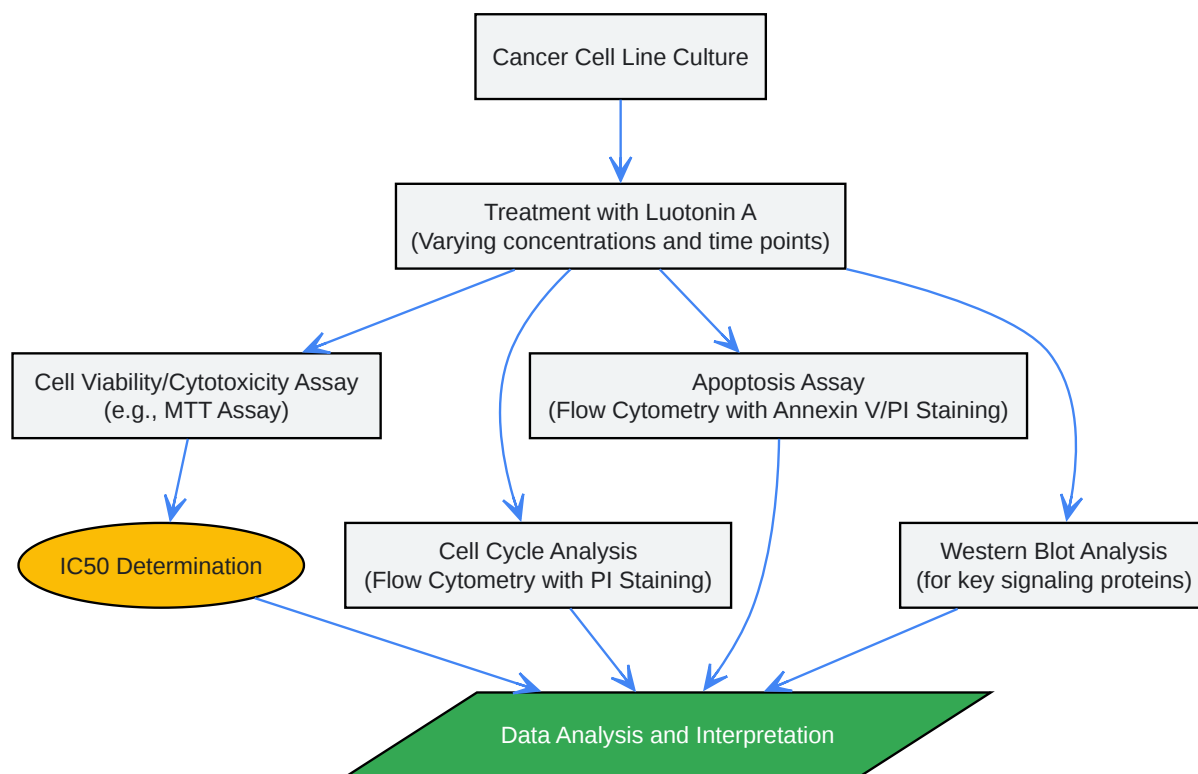 Cancer Cell Line Culture
Treatment with Luotonin A
(Varying concentrations and time points)
Cell Viability/Cytotoxicity Assay
(e.g., MTT Assay)
Apoptosis Assay
(Flow Cytometry with Annexin V/PI Staining)
IC50 Determination
Cell Cycle Analysis
(Flow Cytometry with PI Staining)
Western Blot Analysis
(for key signaling proteins)
Data Analysis and Interpretation